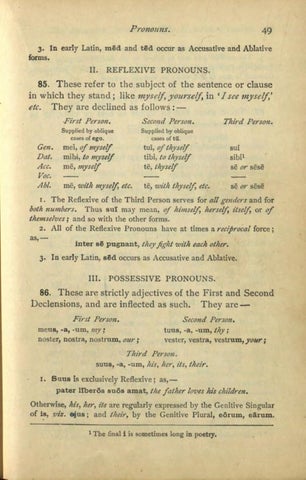 Pronouns. 49
3. In early Latin, mēd and tēd occur as Accusative and Ablative
forms.
II. REFLEXIVE PRONOUNS.
85. These refer to the subject of the sentence or clause
in which they stand; like myself, yourself, in 'I see myself,'
etc. They are declined as follows:—
First Person. Second Person. Third Person.
Supplied by oblique Supplied by oblique
cases of ego. cases of tū.
Gen. meī, of myself tuī, of thyself suī
Dat. mihi, to myself tibi, to thyself sibi¹
Acc. mē, myself tē, thyself sē or sēsē
Voc. —— —— ——
Abl. mē, with myself, etc. tē, with thyself, etc. sē or sēsē
1. The Reflexive of the Third Person serves for all genders and for
both numbers. Thus suī may mean, of himself, herself, itself, or of
themselves; and so with the other forms.
2. All of the Reflexive Pronouns have at times a reciprocal force;
as,—
inter sē pugnant, they fight with each other.
3. In early Latin, sēd occurs as Accusative and Ablative.
III. POSSESSIVE PRONOUNS.
86. These are strictly adjectives of the First and Second
Declensions, and are inflected as such. They are—
First Person. Second Person.
meus, -a, -um, my; tuus, -a, -um, thy;
noster, nostra, nostrum, our; vester, vestra, vestrum, your;
Third Person.
suus, -a, -um, his, her, its, their.
1. Suus is exclusively Reflexive; as,—
pater līberōs suōs amat, the father loves his children.
Otherwise, his, her, its are regularly expressed by the Genitive Singular
of is, viz. ejus; and their, by the Genitive Plural, eōrum, eārum.
¹ The final i is sometimes long in poetry.